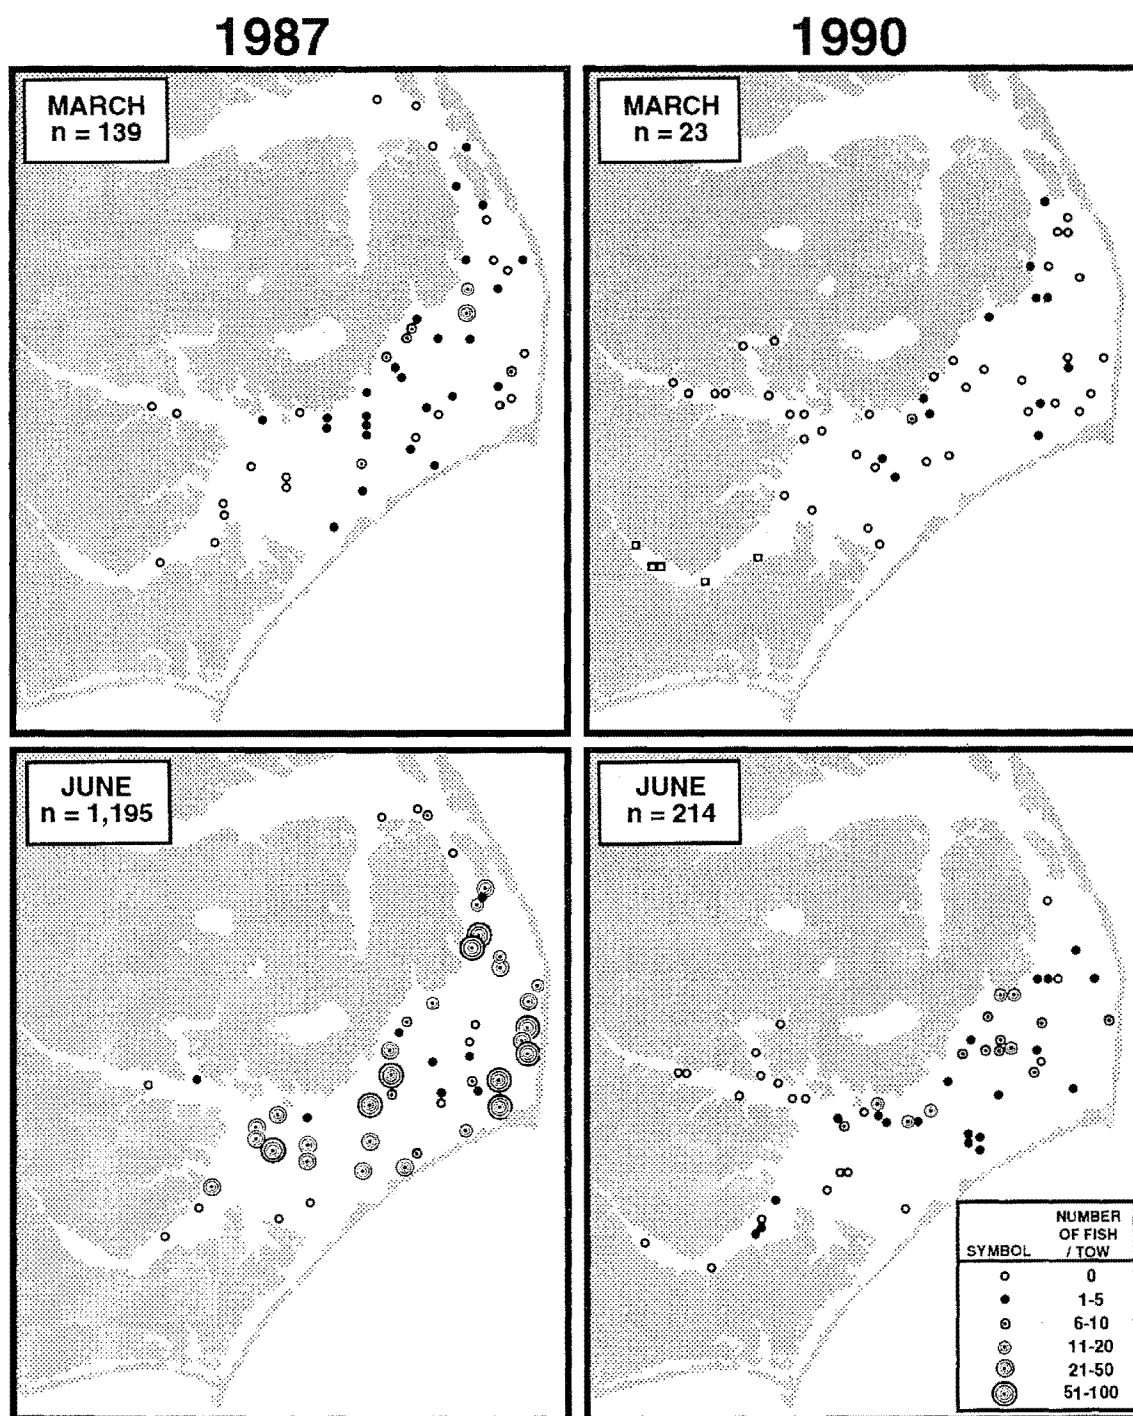 1987
1990
MARCH
n = 139
MARCH
n = 23
JUNE
n = 1,195
JUNE
n = 214
NUMBER
OF FISH
SYMBOL / TOW
0
1-5
6-10
11-20
21-50
51-100